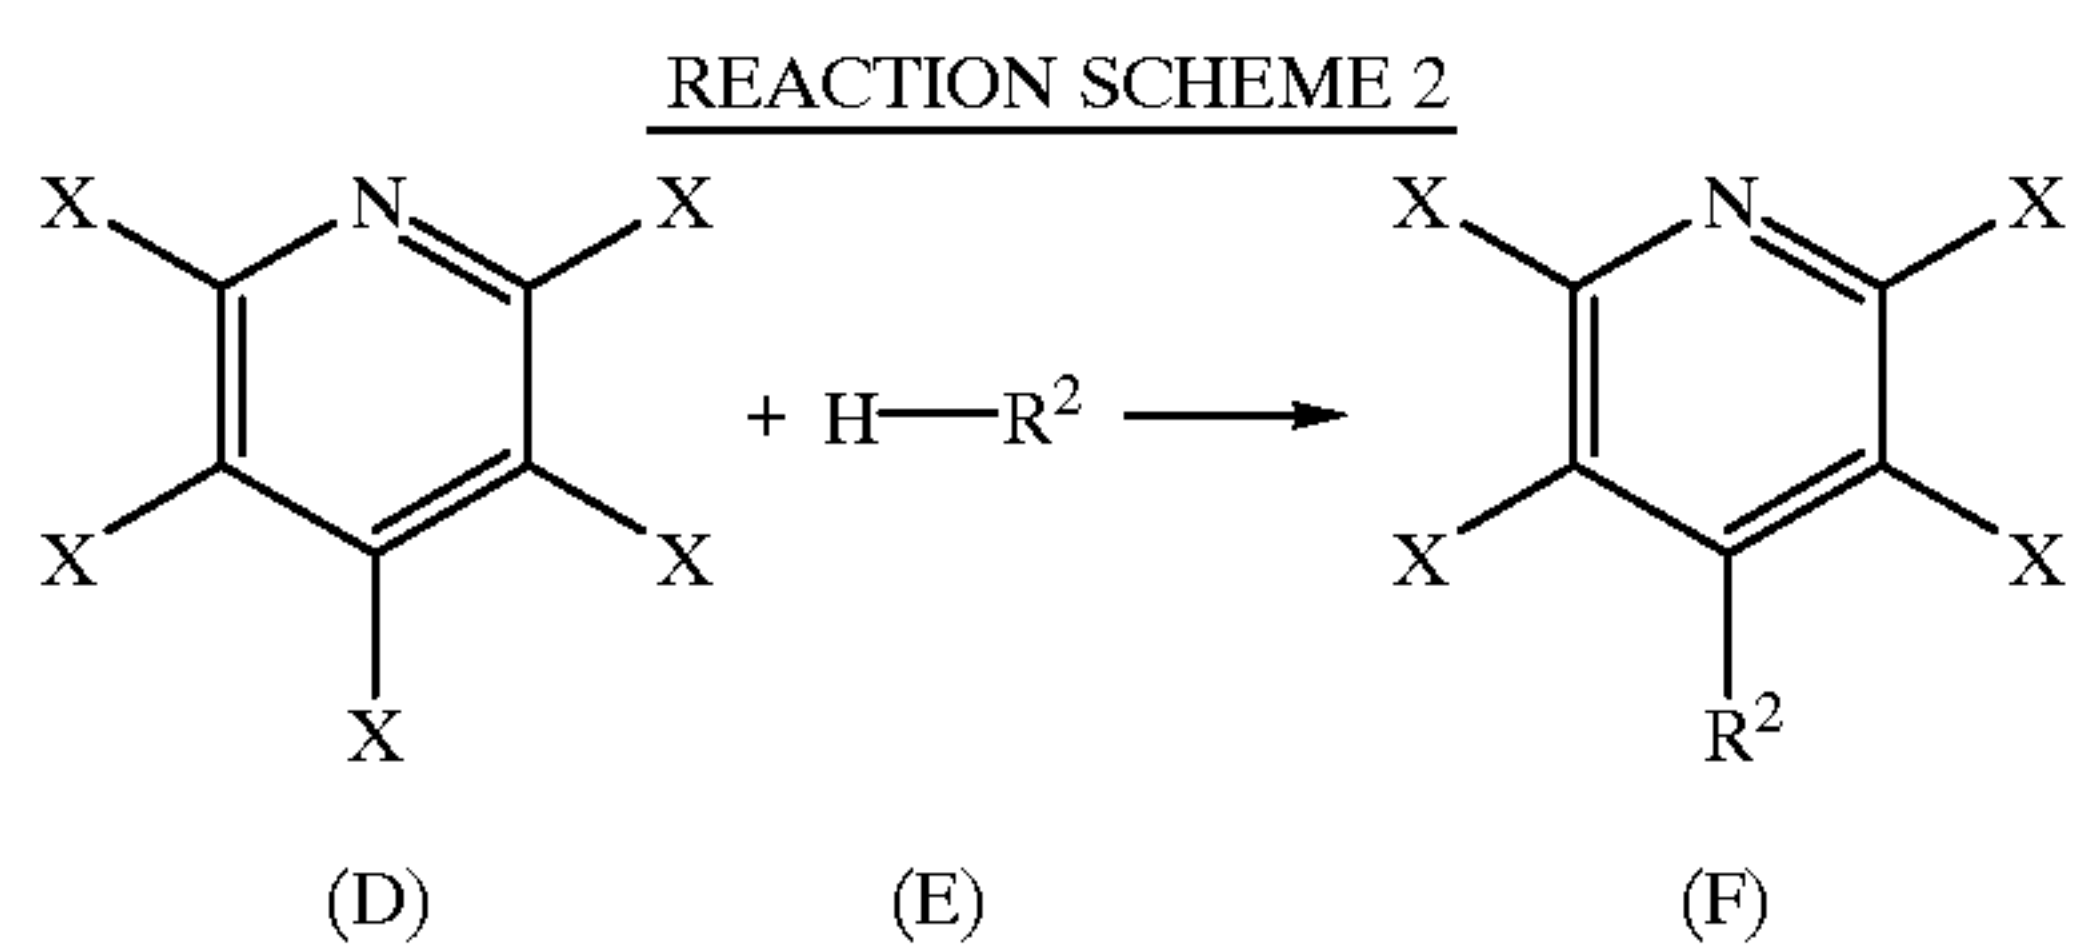 REACTION SCHEME 2
X N X X N X
+ H—R²
X X X X
X R²
(D) (E) (F)